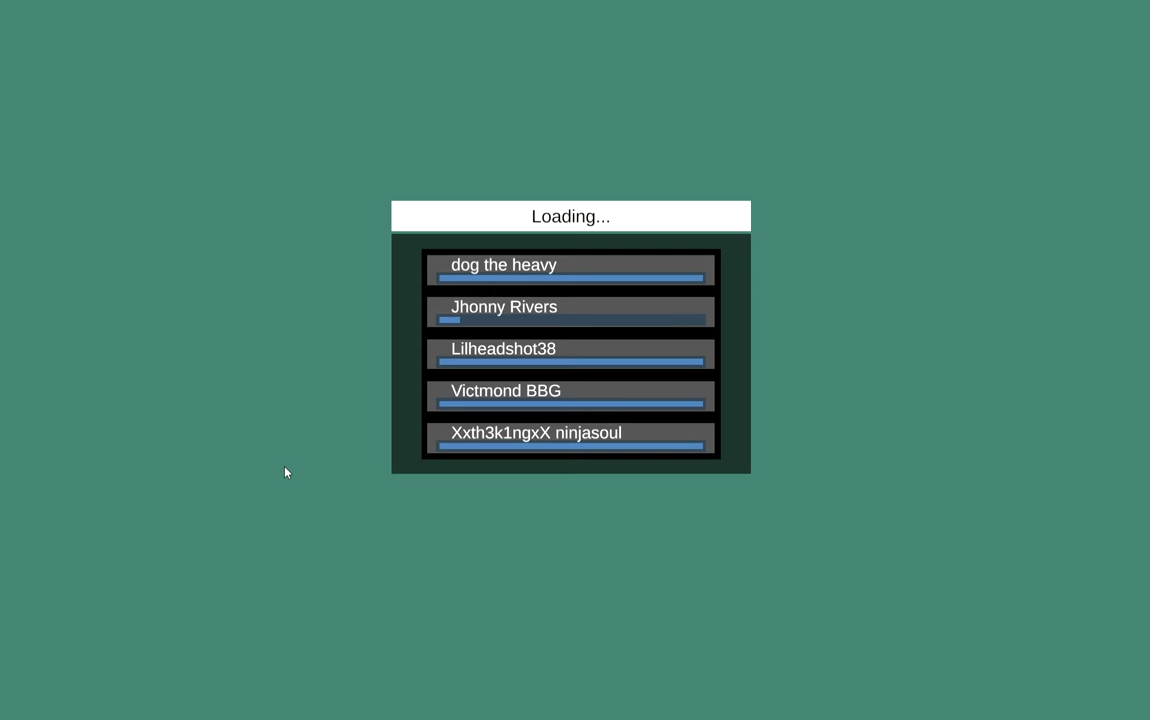 Loading...
dog the heavy
Jhonny Rivers
Lilheadshot38
Victmond BBG
Xxth3k1ngxX ninjasoul